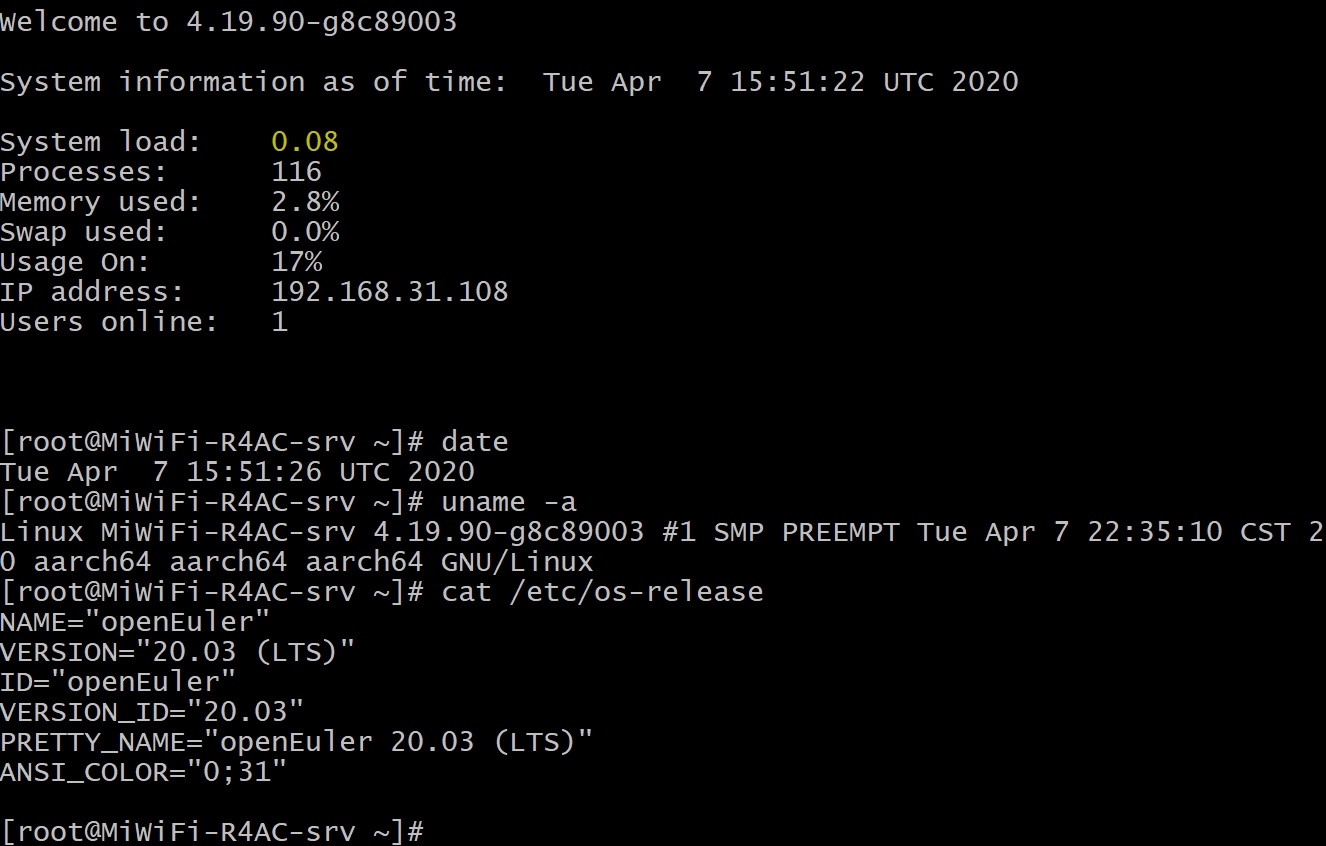 Welcome to 4.19.90-g8c89003
System information as of time:  Tue Apr  7 15:51:22 UTC 2020
System load:    0.08
Processes:      116
Memory used:    2.8%
Swap used:      0.0%
Usage On:       17%
IP address:     192.168.31.108
Users online:   1
[root@MiWiFi-R4AC-srv ~]# date
Tue Apr  7 15:51:26 UTC 2020
[root@MiWiFi-R4AC-srv ~]# uname -a
Linux MiWiFi-R4AC-srv 4.19.90-g8c89003 #1 SMP PREEMPT Tue Apr 7 22:35:10 CST 2
0 aarch64 aarch64 aarch64 GNU/Linux
[root@MiWiFi-R4AC-srv ~]# cat /etc/os-release
NAME="openEuler"
VERSION="20.03 (LTS)"
ID="openEuler"
VERSION_ID="20.03"
PRETTY_NAME="openEuler 20.03 (LTS)"
ANSI_COLOR="0;31"
[root@MiWiFi-R4AC-srv ~]#